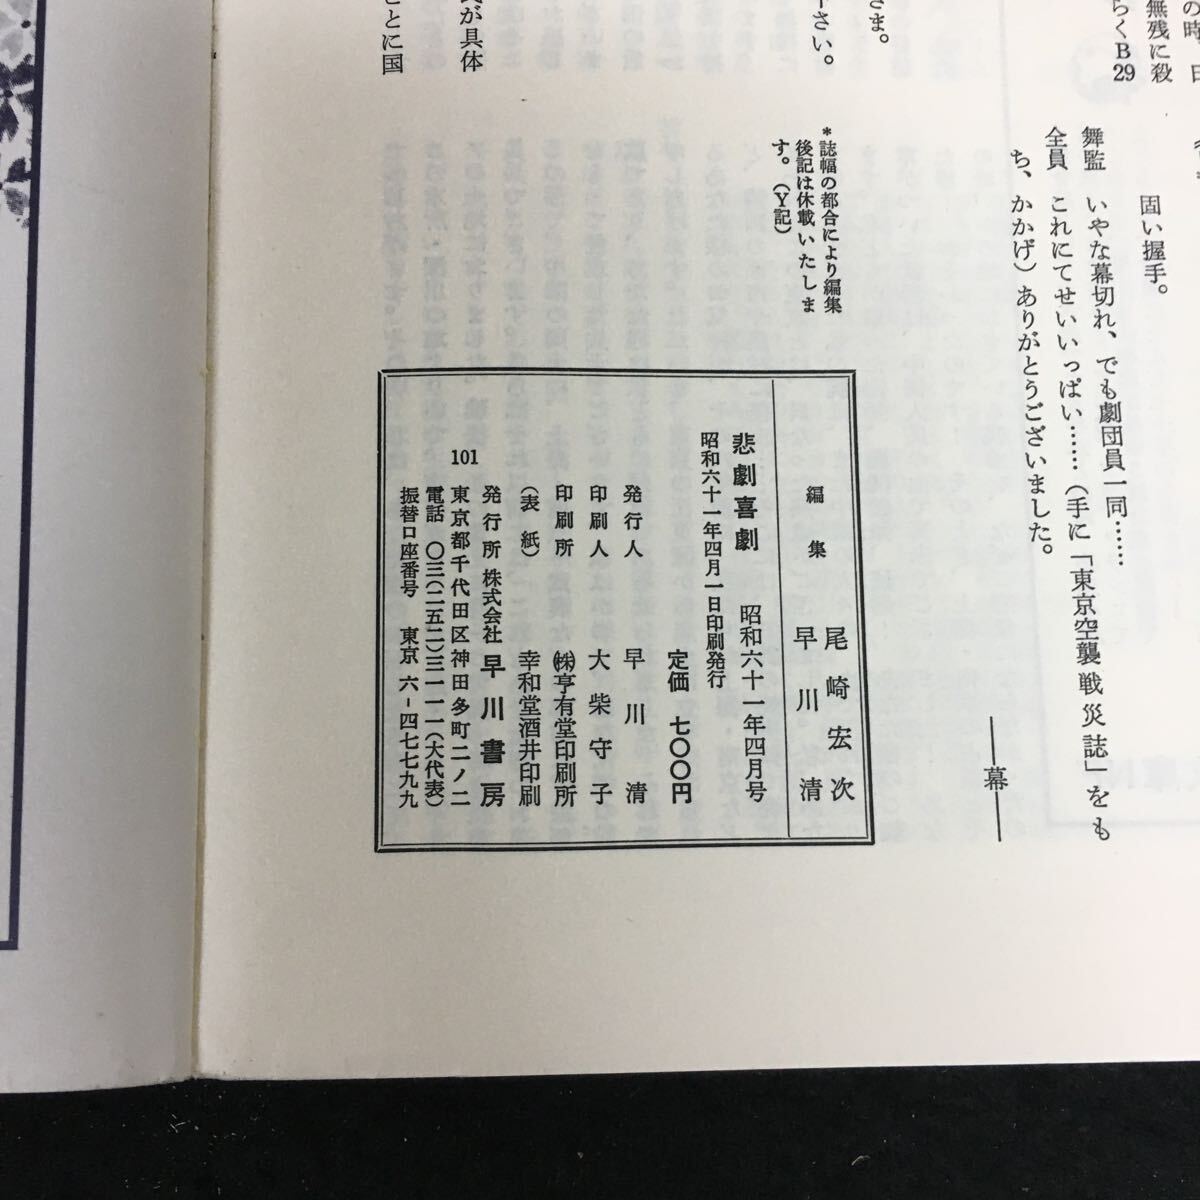 の時、日
無残に殺
らくB29
さま。
下さい。
が具体
とに国
固い握手。
舞監　いやな幕切れ、でも劇団員一同……
全員　これにてせいいっぱい……（手に「東京空襲戦災誌」をも
ち、かかげ）ありがとうございました。
――幕――
＊誌幅の都合により編集
後記は休載いたしま
す。（Y記）
編集　尾崎宏次
早川清
悲劇喜劇　昭和六十一年四月号
昭和六十一年四月一日印刷発行
定価 七〇〇円
発行人　早川清
印刷人　大柴守子
印刷所　㈱亨有堂印刷所
（表紙）　幸和堂酒井印刷
発行所 株式会社 早川書房
101　東京都千代田区神田多町二ノ二
電話　〇三（二五二）三一一一（大代表）
振替口座番号　東京 六-四七七九九